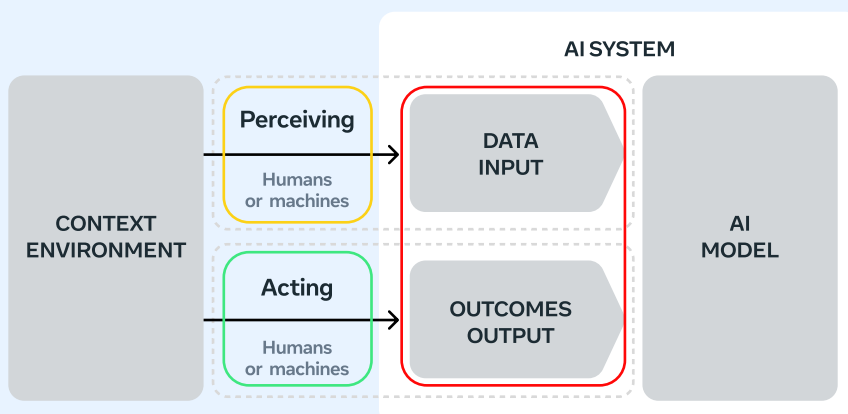 AI SYSTEM
CONTEXT
ENVIRONMENT
Perceiving
Humans
or machines
DATA
INPUT
Acting
Humans
or machines
OUTCOMES
OUTPUT
AI
MODEL